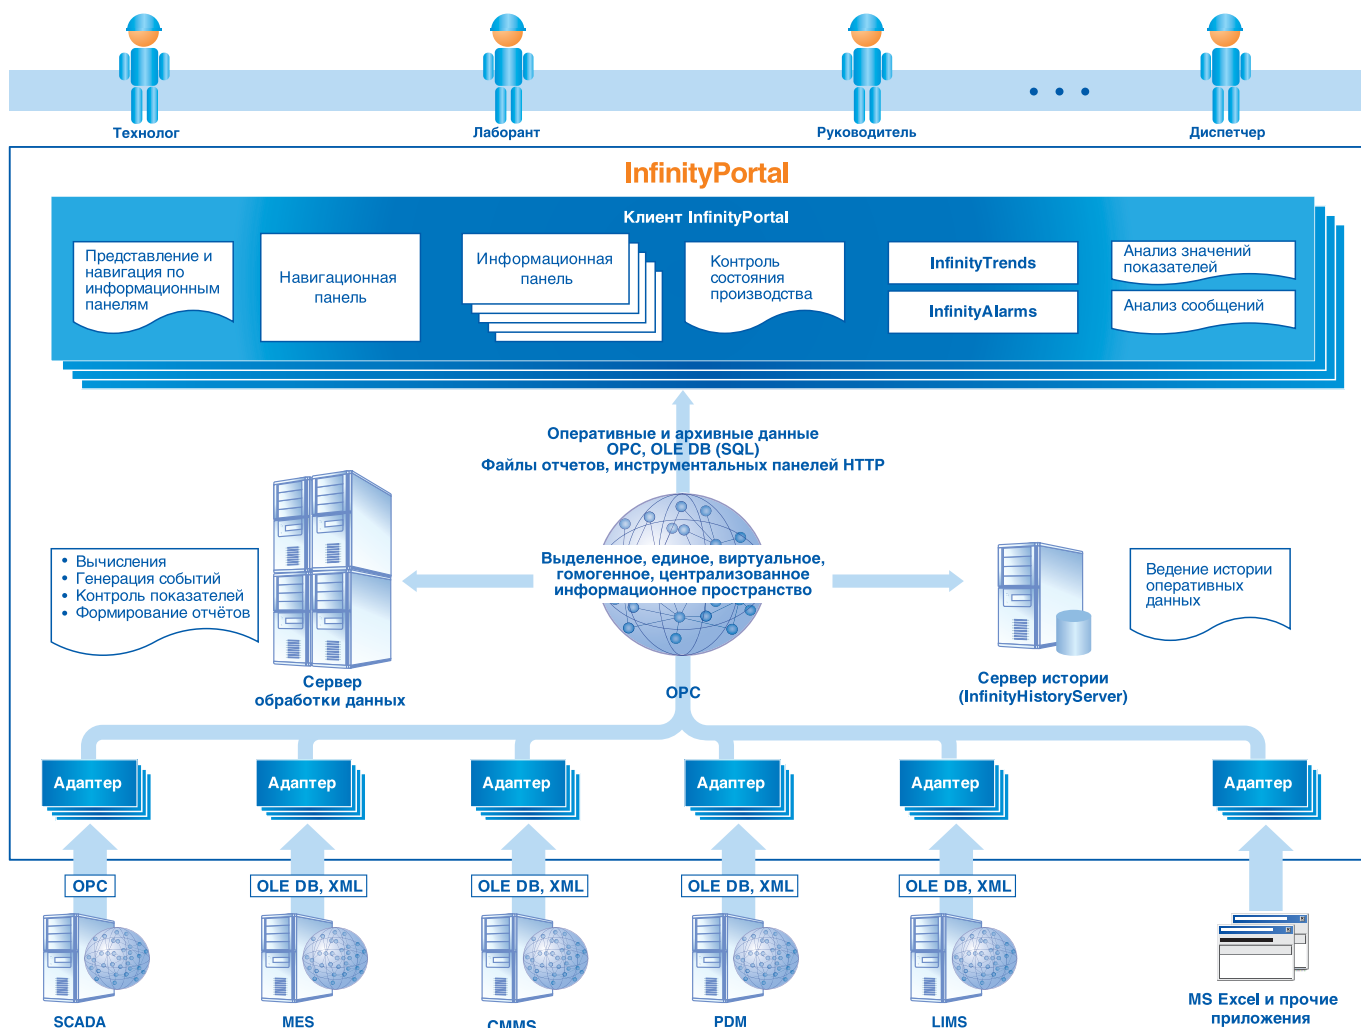 Технолог
Лаборант
Руководитель
Диспетчер
InfinityPortal
Клиент InfinityPortal
Представление и
навигация по
информационным
панелям
Навигационная
панель
Информационная
панель
Контроль
состояния
производства
InfinityTrends
InfinityAlarms
Анализ значений
показателей
Анализ сообщений
Оперативные и архивные данные
OPC, OLE DB (SQL)
Файлы отчетов, инструментальных панелей HTTP
• Вычисления
• Генерация событий
• Контроль показателей
• Формирование отчётов
Сервер
обработки данных
Выделенное, единое, виртуальное,
гомогенное, централизованное
информационное пространство
OPC
Сервер истории
(InfinityHistoryServer)
Ведение истории
оперативных
данных
Адаптер
Адаптер
Адаптер
Адаптер
Адаптер
Адаптер
OPC
OLE DB, XML
OLE DB, XML
OLE DB, XML
OLE DB, XML
SCADA
MES
CMMS
PDM
LIMS
MS Excel и прочие
приложения